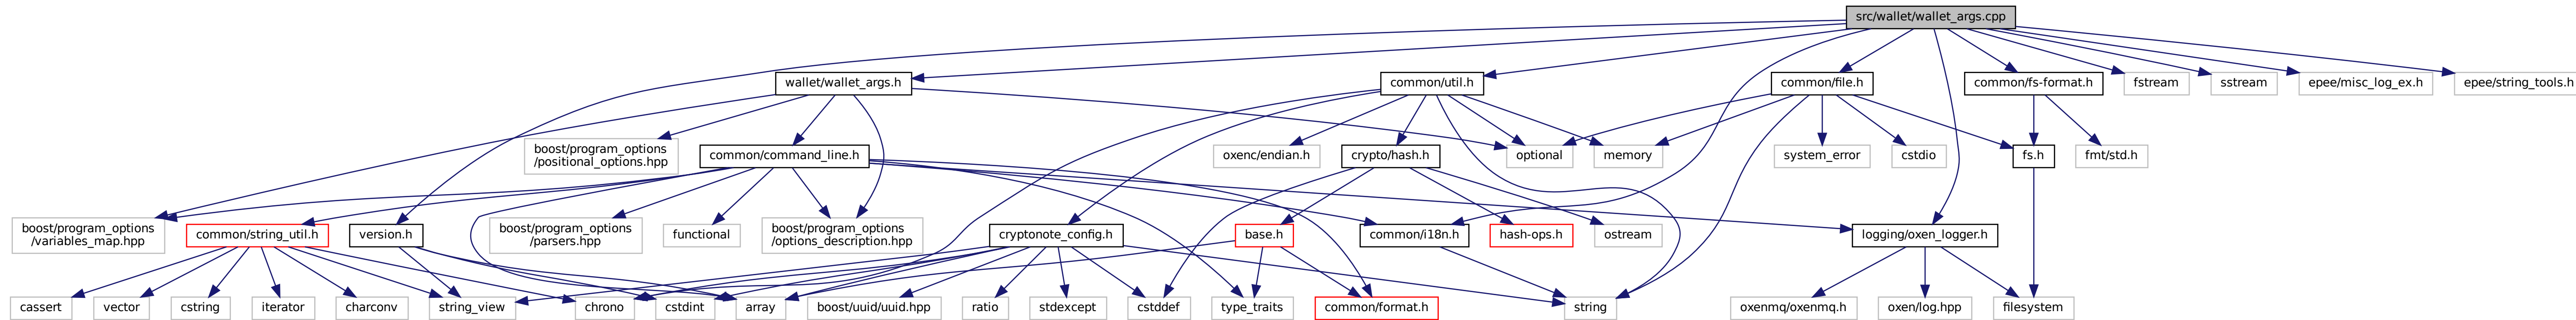 src/wallet/wallet_args.cpp
wallet/wallet_args.h
common/util.h
common/file.h
common/fs-format.h
fstream
sstream
epee/misc_log_ex.h
epee/string_tools.h
boost/program_options
/positional_options.hpp
common/command_line.h
oxenc/endian.h
crypto/hash.h
optional
memory
system_error
cstdio
fs.h
fmt/std.h
boost/program_options
/variables_map.hpp
common/string_util.h
version.h
boost/program_options
/parsers.hpp
functional
boost/program_options
/options_description.hpp
cryptonote_config.h
base.h
common/i18n.h
hash-ops.h
ostream
logging/oxen_logger.h
cassert
vector
cstring
iterator
charconv
string_view
chrono
cstdint
array
boost/uuid/uuid.hpp
ratio
stdexcept
cstddef
type_traits
common/format.h
string
oxenmq/oxenmq.h
oxen/log.hpp
filesystem